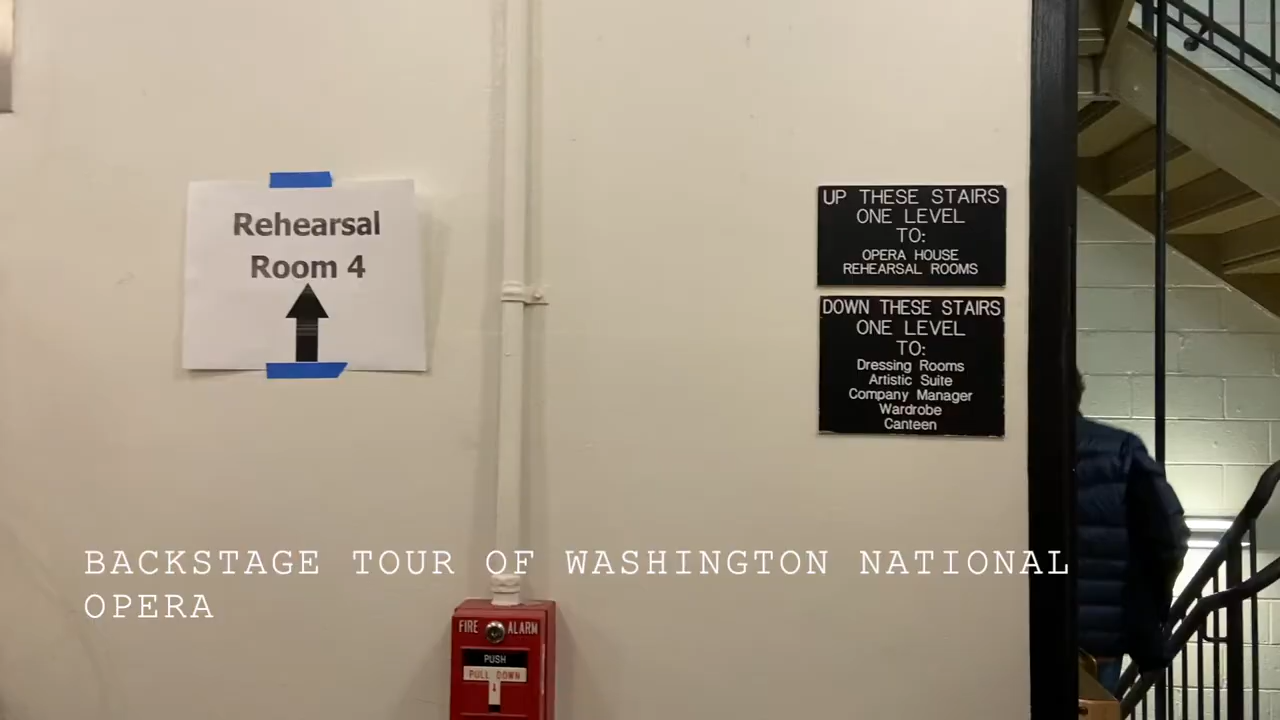 Rehearsal
Room 4
UP THESE STAIRS
ONE LEVEL
TO:
OPERA HOUSE
REHEARSAL ROOMS
DOWN THESE STAIRS
ONE LEVEL
TO:
Dressing Rooms
Artistic Suite
Company Manager
Wardrobe
Canteen
BACKSTAGE TOUR OF WASHINGTON NATIONAL
OPERA
FIRE ALARM
PUSH
PULL DOWN